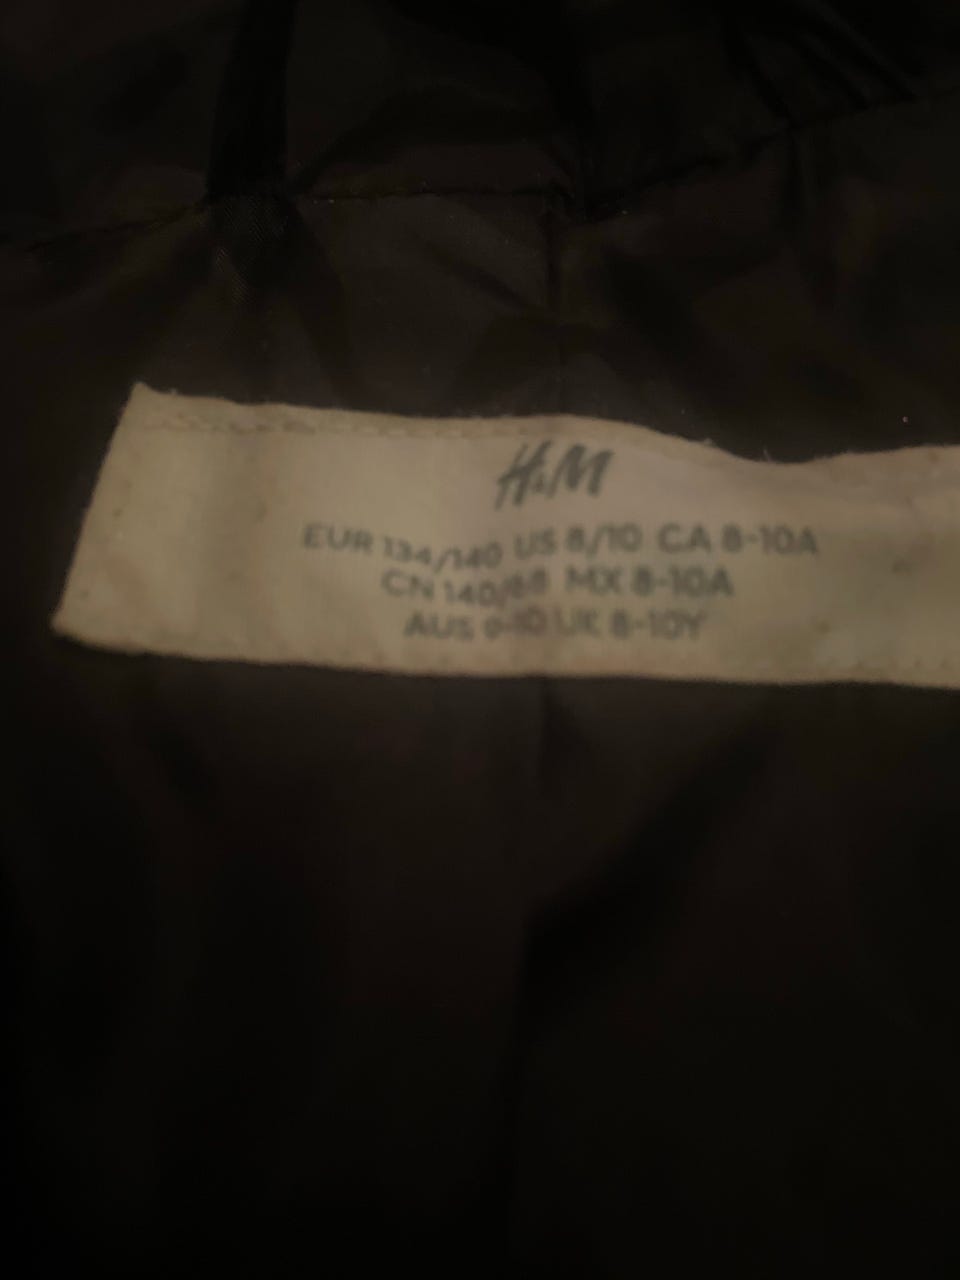 H&M
EUR 134/140 US 8/10 CA 8-10A
CN 140/68 MX 8-10A
AUS 9-10 UK 8-10Y